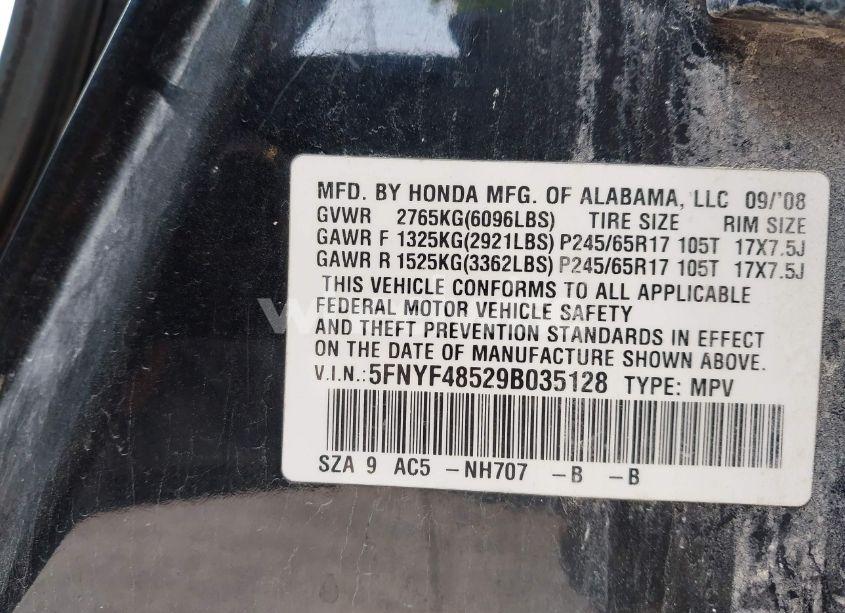 MFD. BY HONDA MFG. OF ALABAMA, LLC 09/'08
GVWR 2765KG(6096LBS) TIRE SIZE RIM SIZE
GAWR F 1325KG(2921LBS) P245/65R17 105T 17X7.5J
GAWR R 1525KG(3362LBS) P245/65R17 105T 17X7.5J
THIS VEHICLE CONFORMS TO ALL APPLICABLE
FEDERAL MOTOR VEHICLE SAFETY
AND THEFT PREVENTION STANDARDS IN EFFECT
ON THE DATE OF MANUFACTURE SHOWN ABOVE.
V.I.N.:5FNYF48529B035128 TYPE: MPV
SZA 9 AC5 -NH707 -B -B